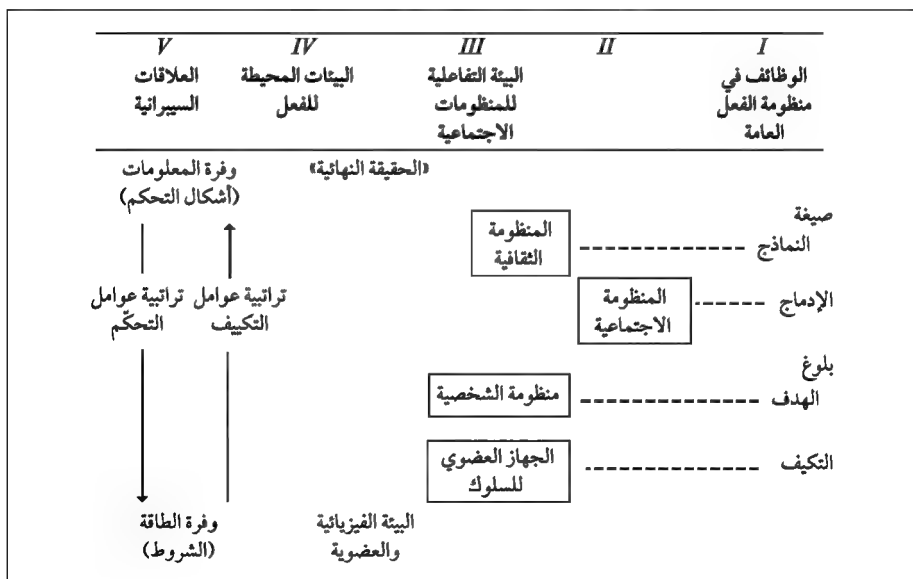 I II III IV V
الوظائف في البيئة التفاعلية البيئات المحيطة العلاقات
منظومة الفعل للمنظومات للفعل السيبرانية
العامة الاجتماعية
«الحقيقة النهائية» وفرة المعلومات
(أشكال التحكم)
صيغة
النماذج
المنظومة
الثقافية
الإدماج
المنظومة
الاجتماعية
تراتبية عوامل
التكييف
تراتبية عوامل
التحكّم
بلوغ
الهدف
منظومة الشخصية
التكيف
الجهاز العضوي
للسلوك
البيئة الفيزيائية
والعضوية
وفرة الطاقة
(الشروط)